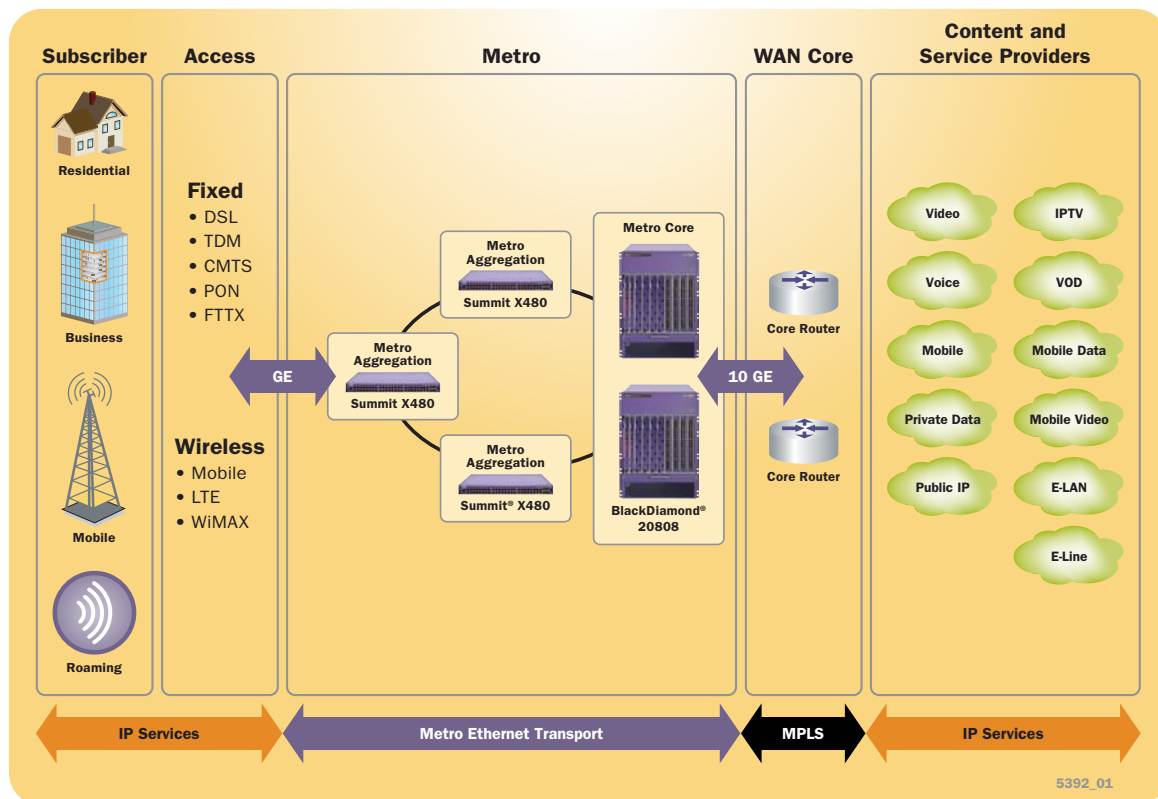 Subscriber
Access
Metro
WAN Core
Content and
Service Providers
Residential
Business
Mobile
Roaming
Fixed
• DSL
• TDM
• CMTS
• PON
• FTTX
Wireless
• Mobile
• LTE
• WiMAX
GE
Metro
Aggregation
Summit X480
Metro
Aggregation
Summit X480
Metro
Aggregation
Summit® X480
Metro Core
BlackDiamond®
20808
10 GE
Core Router
Core Router
Video
IPTV
Voice
VOD
Mobile
Mobile Data
Private Data
Mobile Video
Public IP
E-LAN
E-Line
IP Services
Metro Ethernet Transport
MPLS
IP Services
5392_01